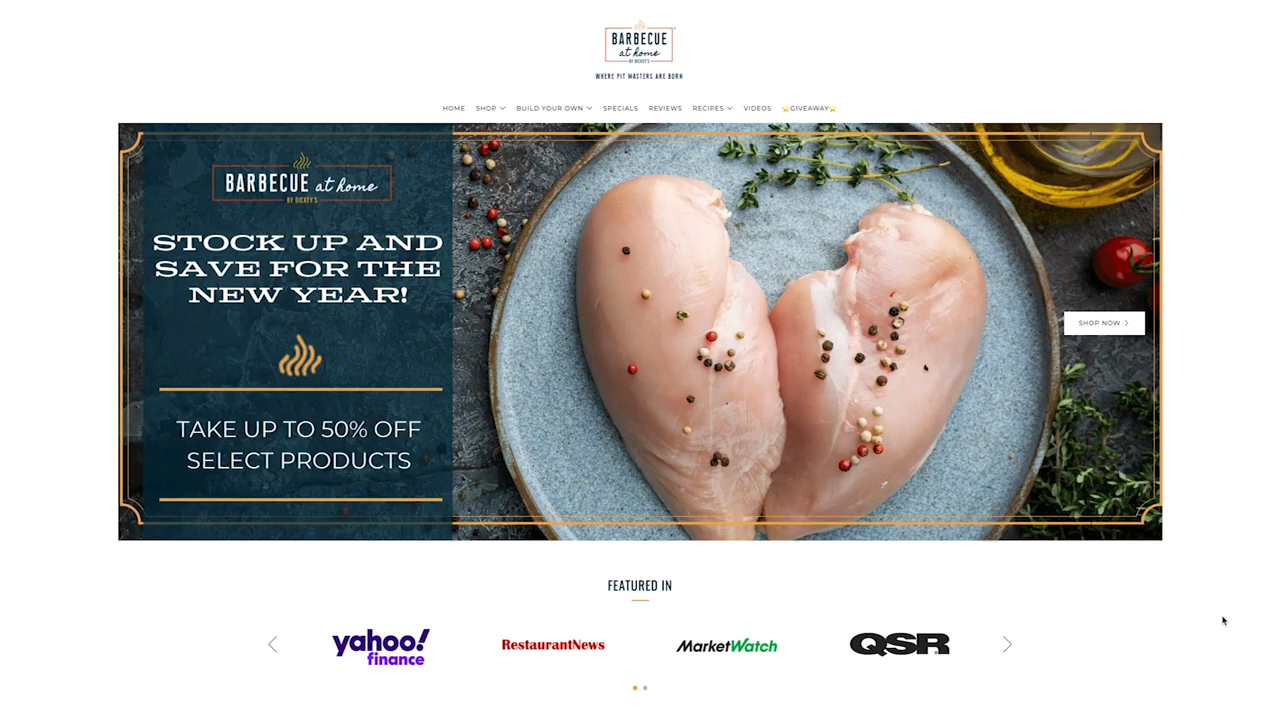 BARBECUE
at home
BY DICKEY'S
WHERE PIT MASTERS ARE BORN
HOME SHOP BUILD YOUR OWN SPECIALS REVIEWS RECIPES VIDEOS GIVEAWAY
BARBECUE at home
BY DICKEY'S
STOCK UP AND
SAVE FOR THE
NEW YEAR!
SHOP NOW
TAKE UP TO 50% OFF
SELECT PRODUCTS
FEATURED IN
yahoo!
finance
RestaurantNews
MarketWatch
QSR